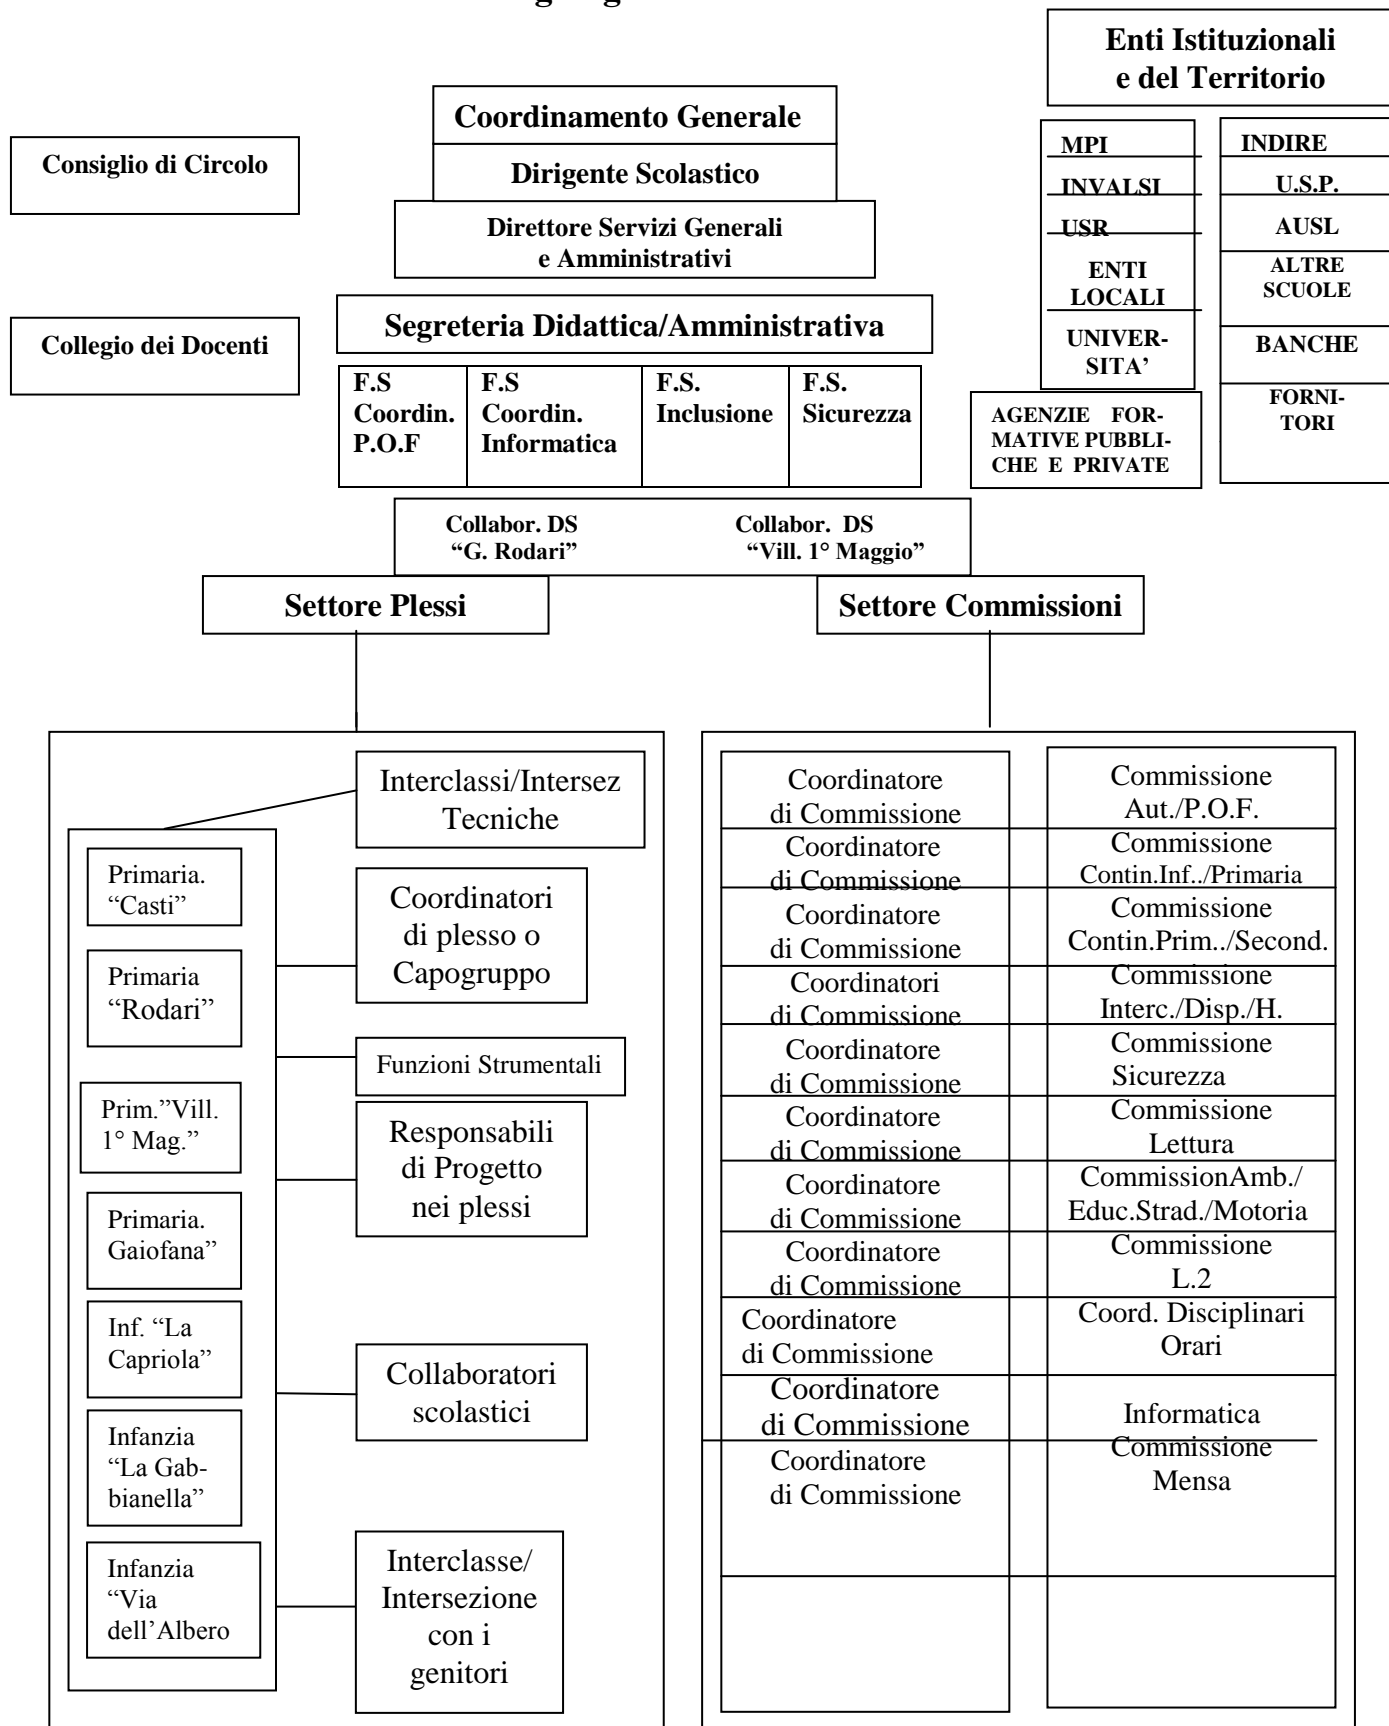 Enti Istituzionali
e del Territorio
Coordinamento Generale
Consiglio di Circolo
Dirigente Scolastico
Direttore Servizi Generali
e Amministrativi
MPI
INVALSI
USR
ENTI
LOCALI
UNIVER-
SITA’
AGENZIE FOR-
MATIVE PUBBLI-
CHE E PRIVATE
INDIRE
U.S.P.
AUSL
ALTRE
SCUOLE
BANCHE
FORNI-
TORI
Collegio dei Docenti
Segreteria Didattica/Amministrativa
F.S
Coordin.
P.O.F
F.S
Coordin.
Informatica
F.S.
Inclusione
F.S.
Sicurezza
Collabor. DS
“G. Rodari”
Collabor. DS
“Vill. 1° Maggio”
Settore Plessi
Settore Commissioni
Primaria.
“Casti”
Primaria
“Rodari”
Prim.”Vill.
1° Mag.”
Primaria.
Gaiofana”
Inf. “La
Capriola”
Infanzia
“La Gab-
bianella”
Infanzia
“Via
dell’Albero
Interclassi/Intersez
Tecniche
Coordinatori
di plesso o
Capogruppo
Funzioni Strumentali
Responsabili
di Progetto
nei plessi
Collaboratori
scolastici
Interclasse/
Intersezione
con i
genitori
Coordinatore
di Commissione
Commissione
Aut./P.O.F.
Coordinatore
di Commissione
Commissione
Contin.Inf../Primaria
Coordinatore
di Commissione
Commissione
Contin.Prim../Second.
Coordinatori
di Commissione
Commissione
Interc./Disp./H.
Coordinatore
di Commissione
Commissione
Sicurezza
Coordinatore
di Commissione
Commissione
Lettura
Coordinatore
di Commissione
CommissionAmb./
Educ.Strad./Motoria
Coordinatore
di Commissione
Commissione
L.2
Coordinatore
di Commissione
Coord. Disciplinari
Orari
Coordinatore
di Commissione
Informatica
Coordinatore
di Commissione
Commissione
Mensa